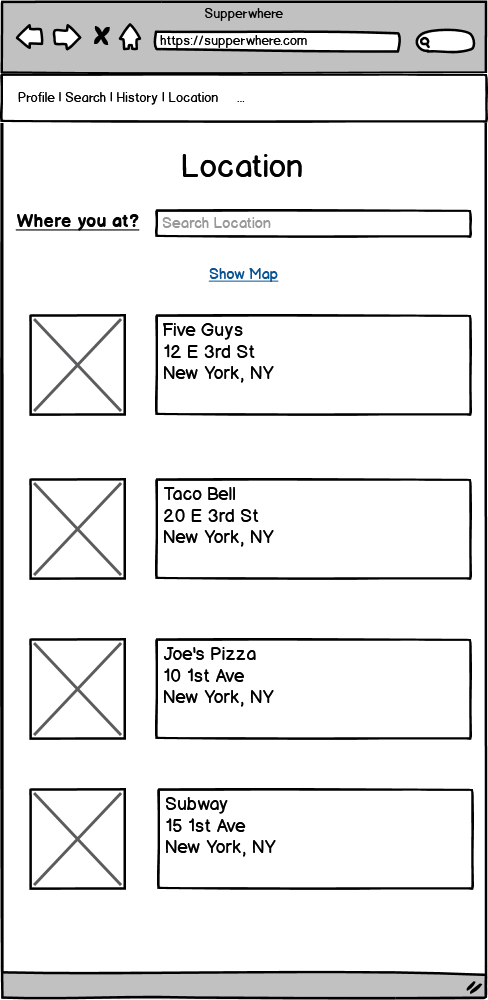 Supperwhere
https://supperwhere.com
Profile | Search | History | Location ...
Location
Where you at?
Search Location
Show Map
Five Guys
12 E 3rd St
New York, NY
Taco Bell
20 E 3rd St
New York, NY
Joe's Pizza
10 1st Ave
New York, NY
Subway
15 1st Ave
New York, NY